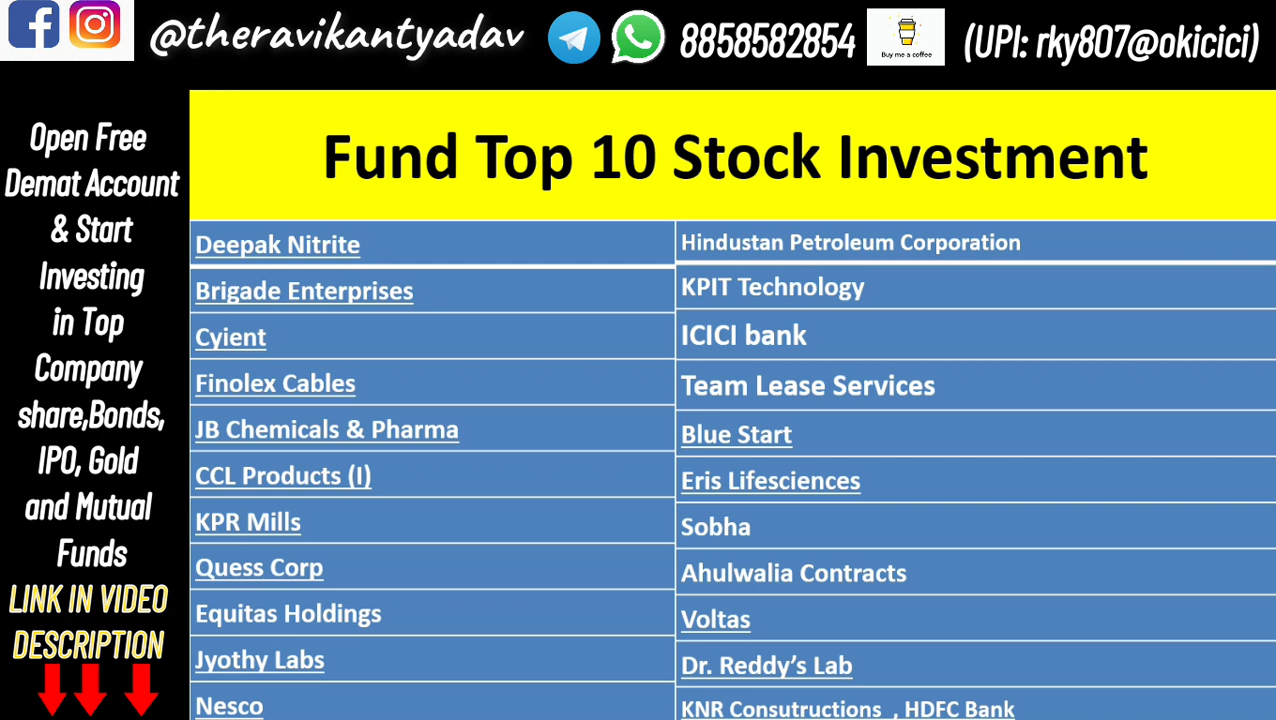 @theravikantyadav 8858582854 Buy me a coffee (UPI: rky807@okicici)
Open Free
Demat Account
& Start
Investing
in Top
Company
share,Bonds,
IPO, Gold
and Mutual
Funds
LINK IN VIDEO
DESCRIPTION
Fund Top 10 Stock Investment
Deepak Nitrite
Brigade Enterprises
Cyient
Finolex Cables
JB Chemicals & Pharma
CCL Products (I)
KPR Mills
Quess Corp
Equitas Holdings
Jyothy Labs
Nesco
Hindustan Petroleum Corporation
KPIT Technology
ICICI bank
Team Lease Services
Blue Start
Eris Lifesciences
Sobha
Ahulwalia Contracts
Voltas
Dr. Reddy’s Lab
KNR Consutructions , HDFC Bank